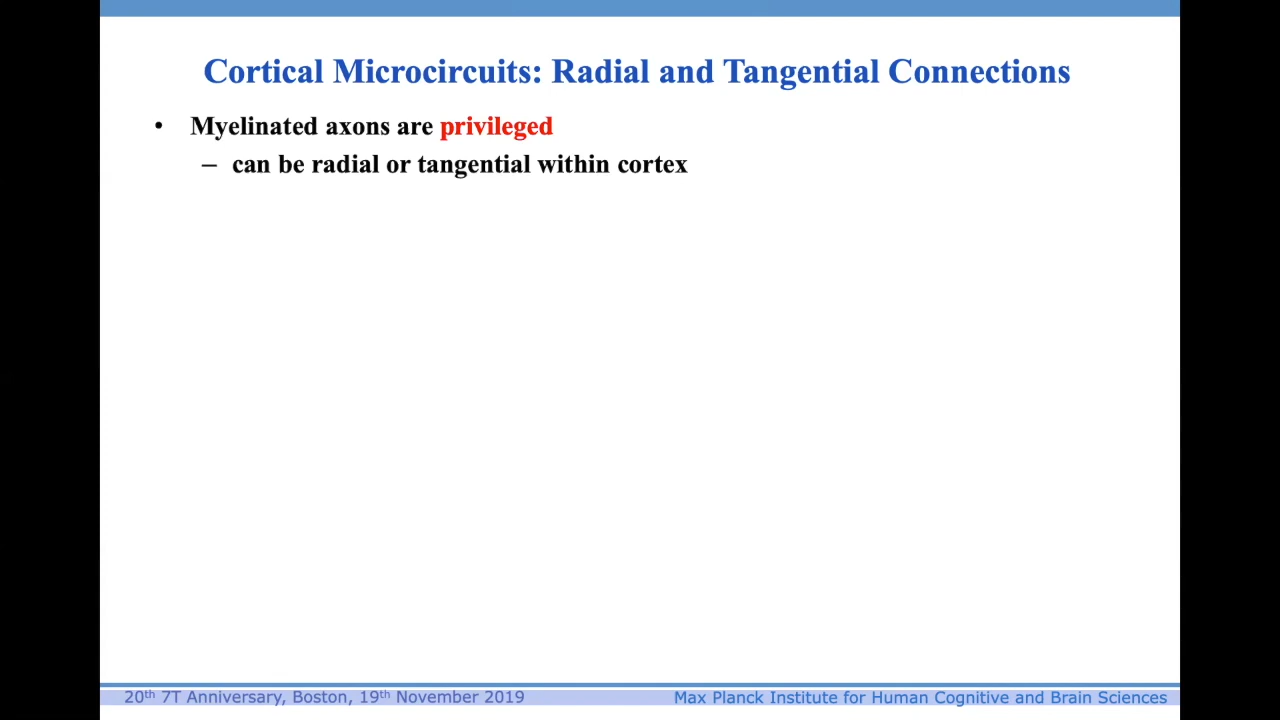 Cortical Microcircuits: Radial and Tangential Connections
• Myelinated axons are privileged
– can be radial or tangential within cortex
20th 7T Anniversary, Boston, 19th November 2019
Max Planck Institute for Human Cognitive and Brain Sciences